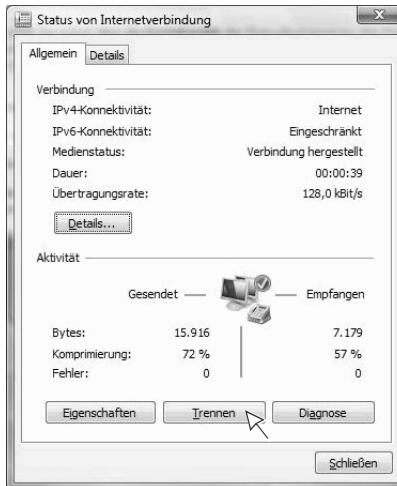 Status von Internetverbindung
Allgemein Details
Verbindung
IPv4-Konnektivität: Internet
IPv6-Konnektivität: Eingeschränkt
Medienstatus: Verbindung hergestellt
Dauer: 00:00:39
Übertragungsrate: 128,0 kBit/s
Details...
Aktivität
Gesendet Empfangen
Bytes: 15.916 7.179
Komprimierung: 72 % 57 %
Fehler: 0 0
Eigenschaften Trennen Diagnose
Schließen